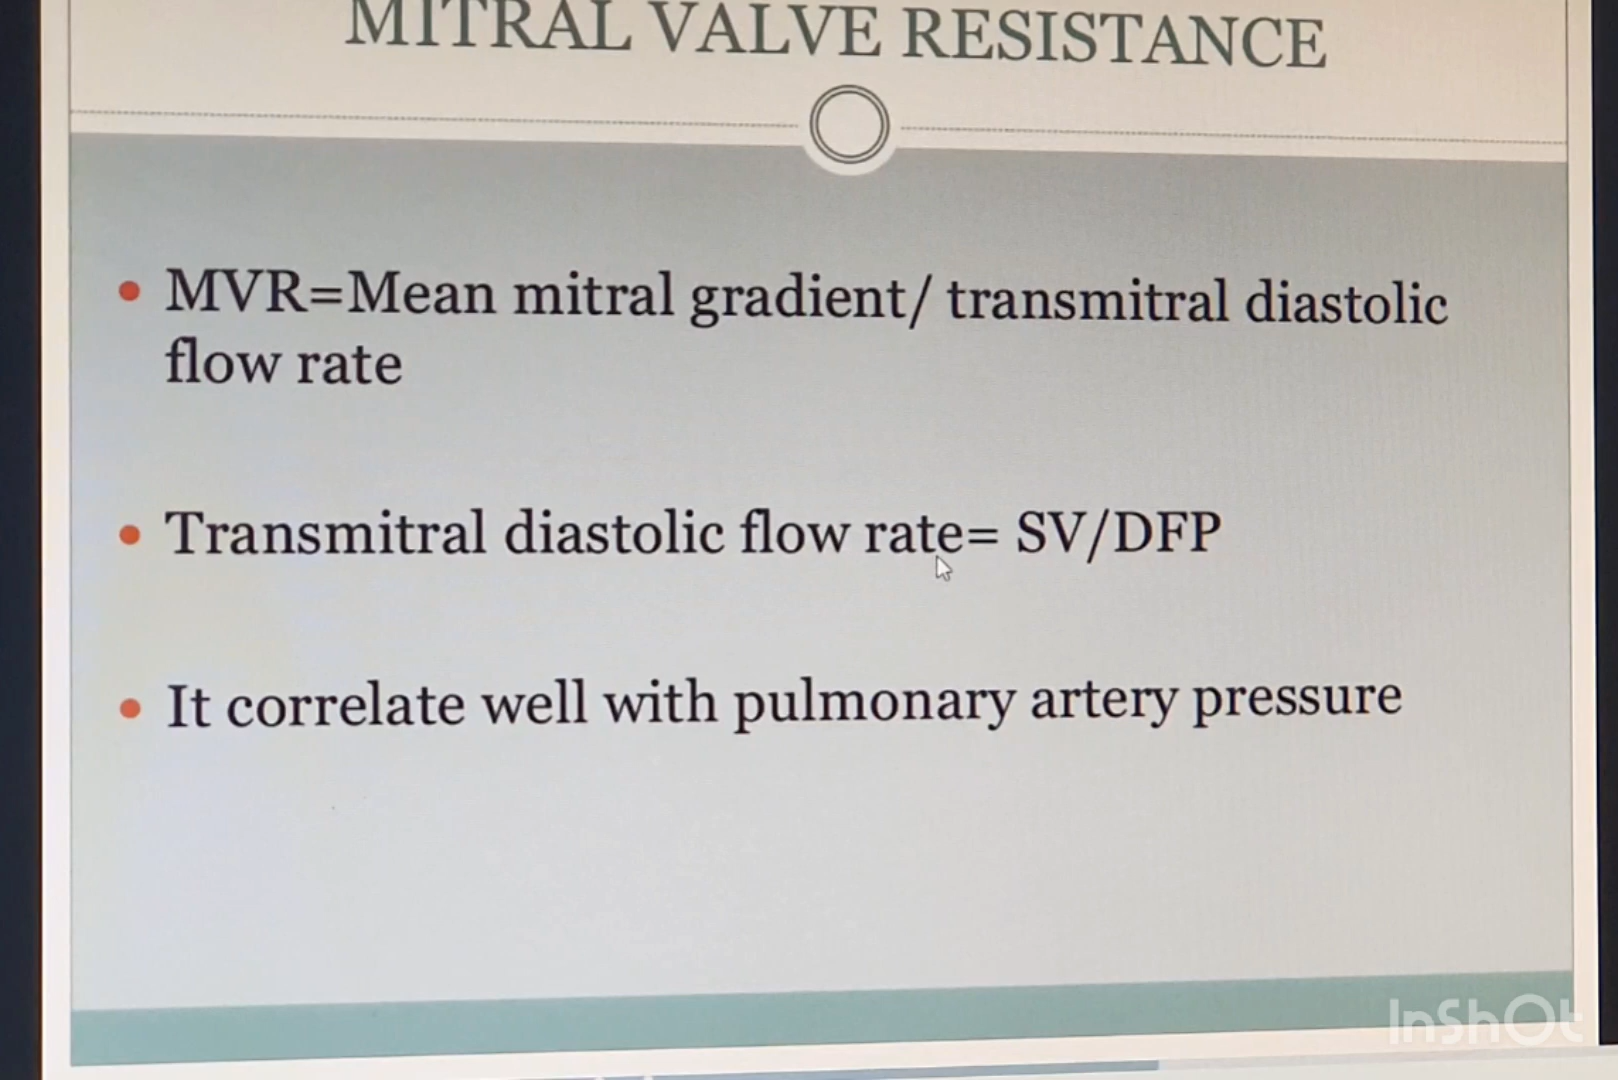 MITRAL VALVE RESISTANCE
MVR=Mean mitral gradient/ transmitral diastolic
flow rate
Transmitral diastolic flow rate= SV/DFP
It correlate well with pulmonary artery pressure
InShOt